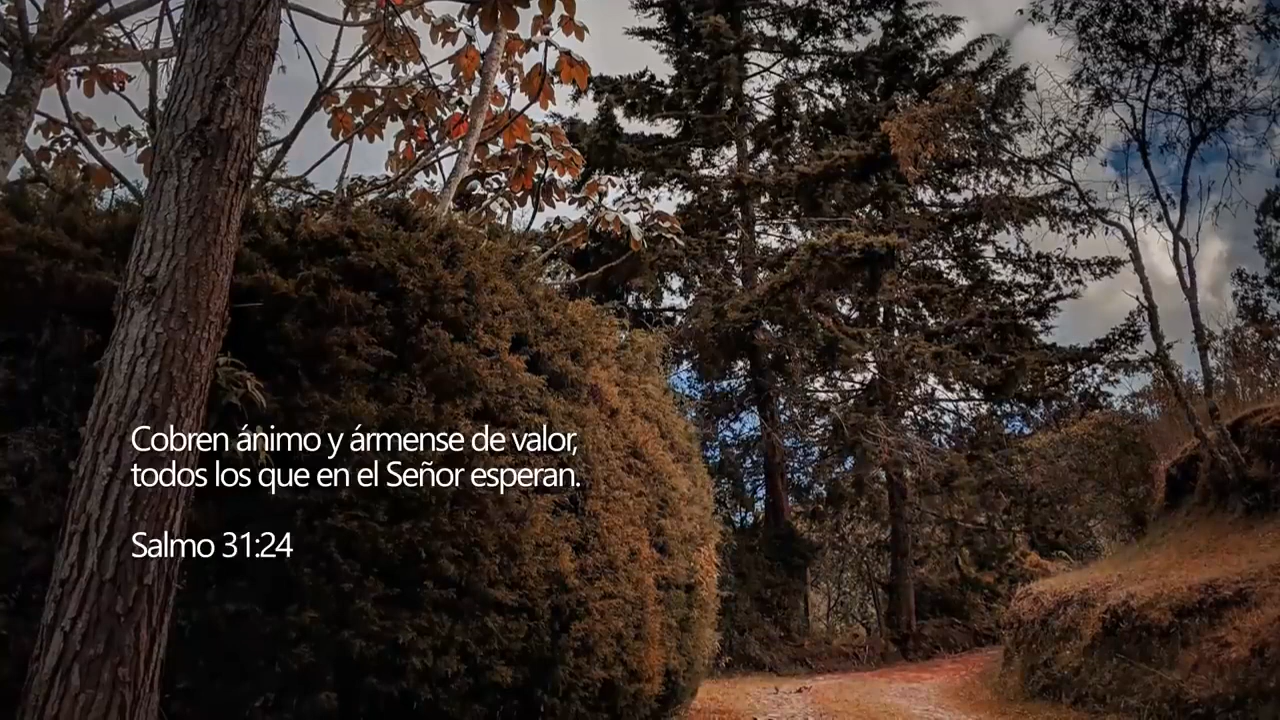 Cobren ánimo y ármense de valor,
todos los que en el Señor esperan.
Salmo 31:24